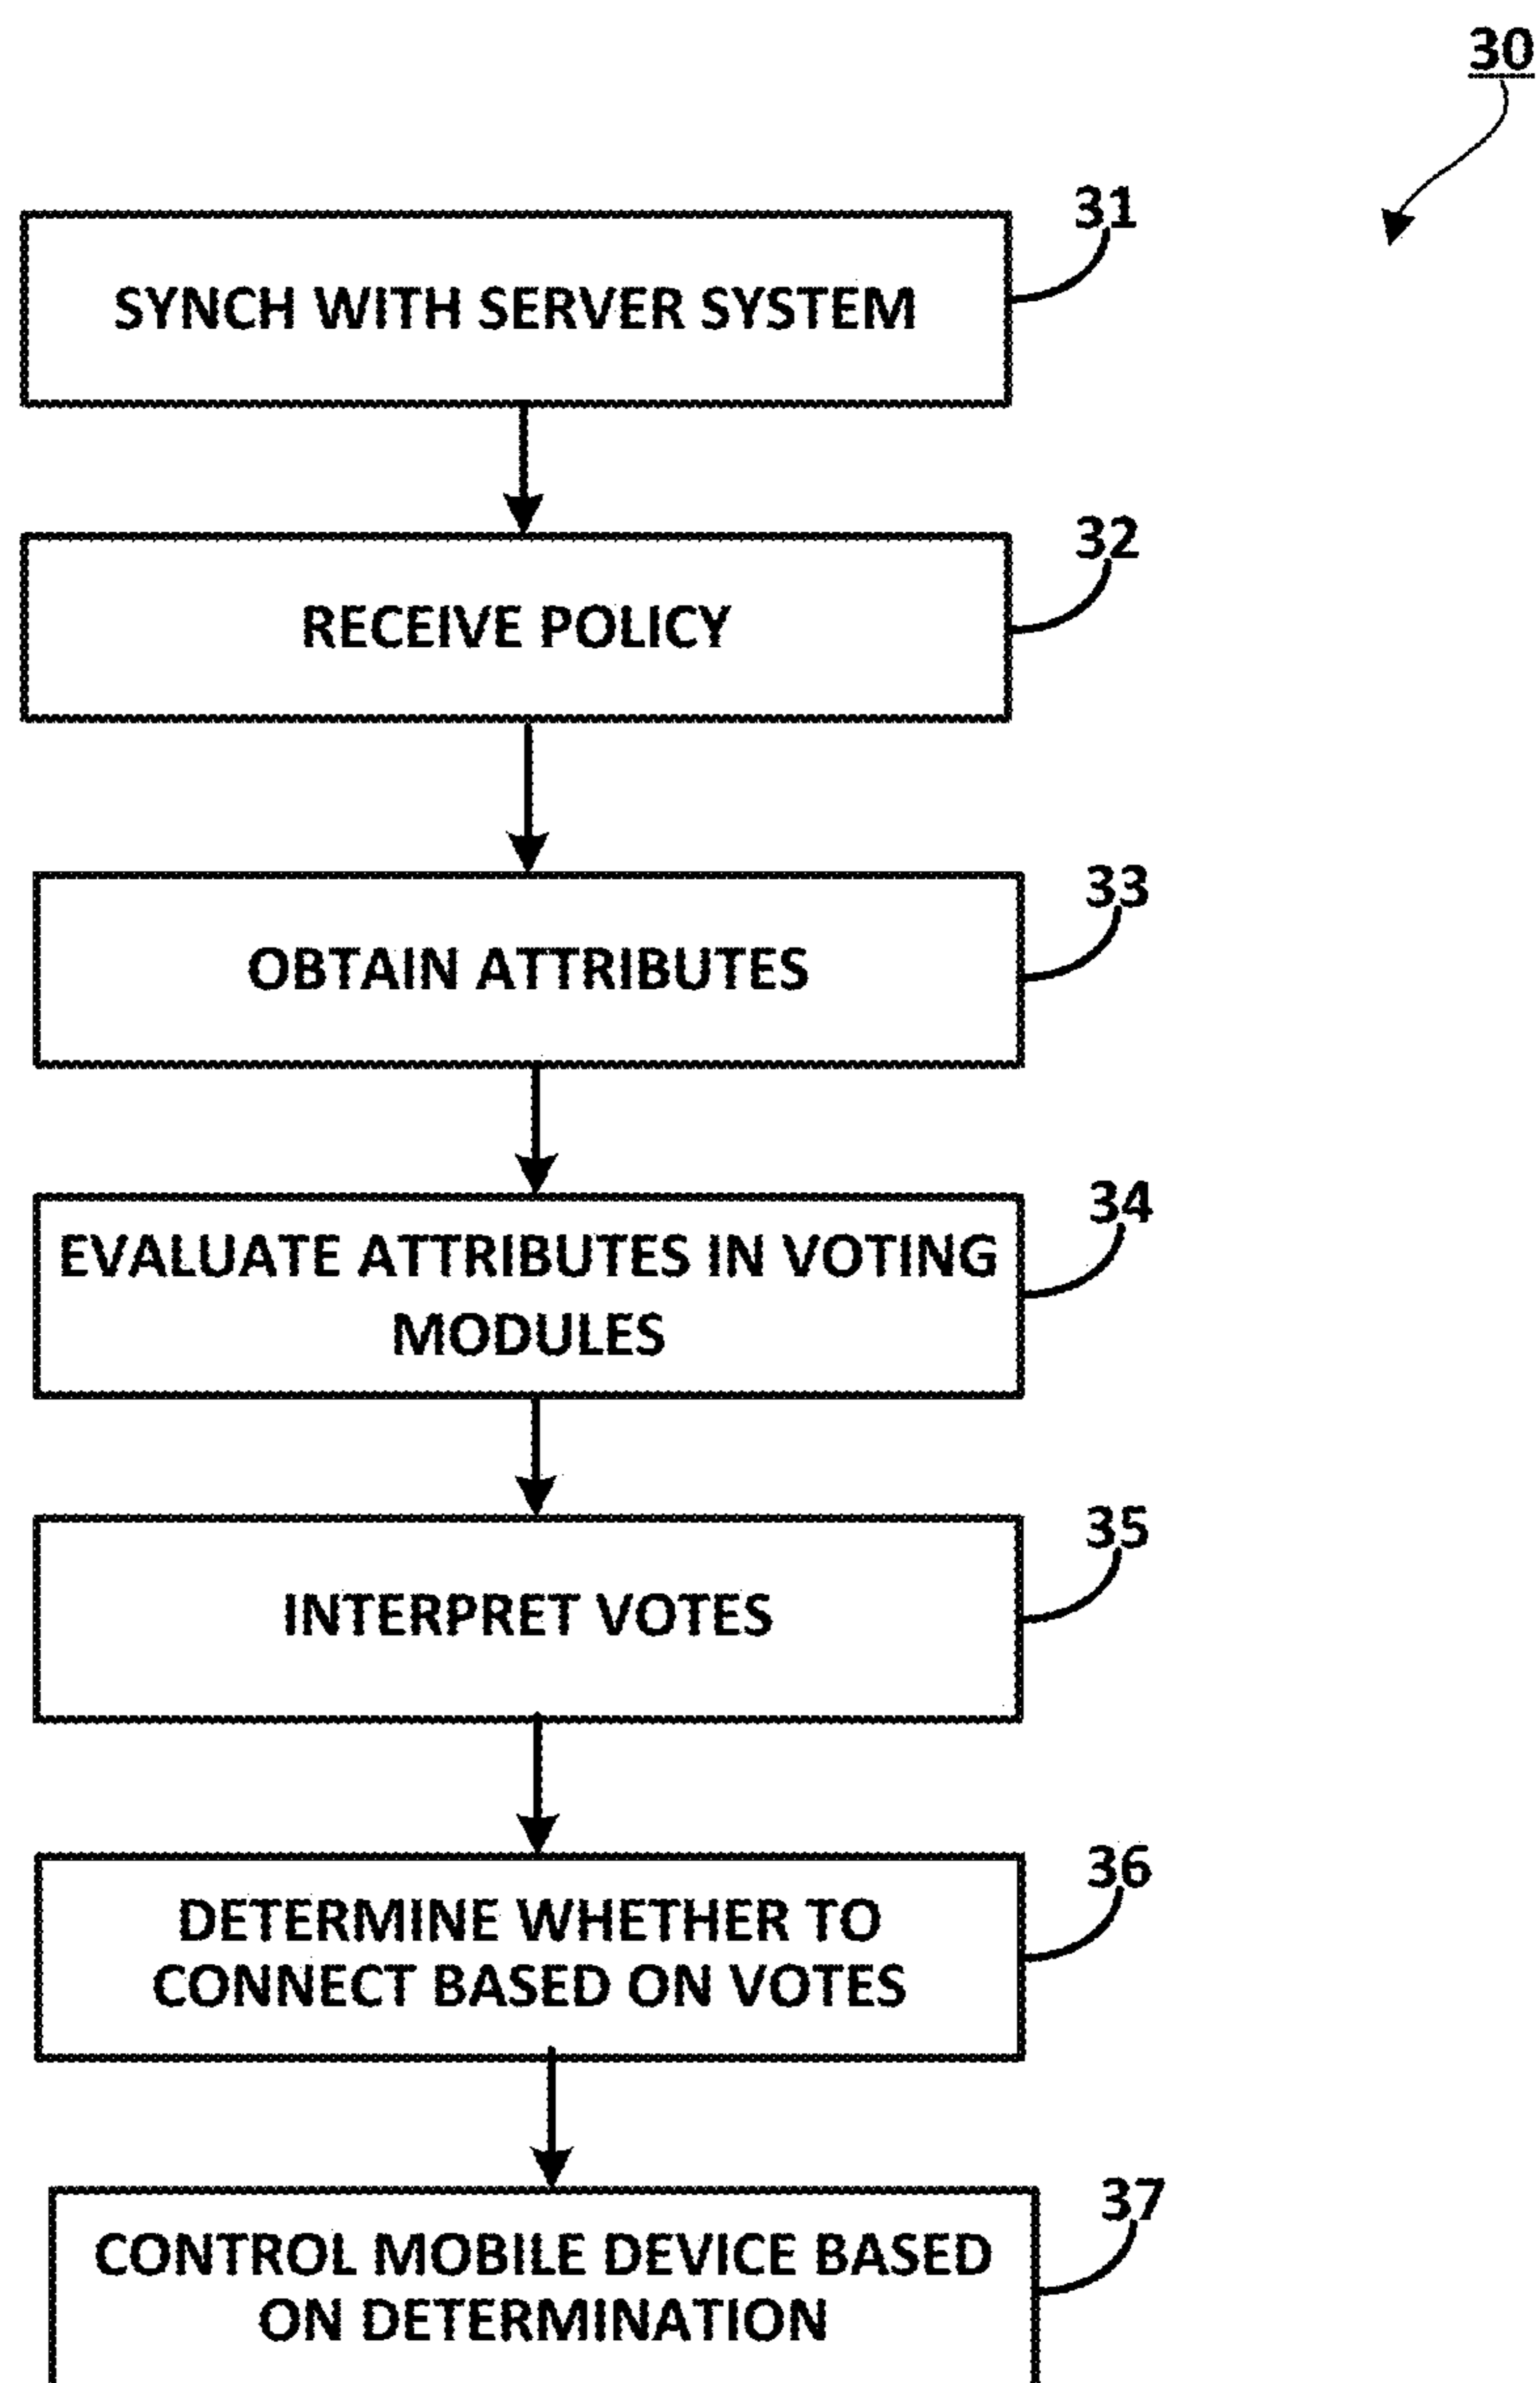 30
31
SYNCH WITH SERVER SYSTEM
32
RECEIVE POLICY
33
OBTAIN ATTRIBUTES
34
EVALUATE ATTRIBUTES IN VOTING
MODULES
35
INTERPRET VOTES
36
DETERMINE WHETHER TO
CONNECT BASED ON VOTES
37
CONTROL MOBILE DEVICE BASED
ON DETERMINATION